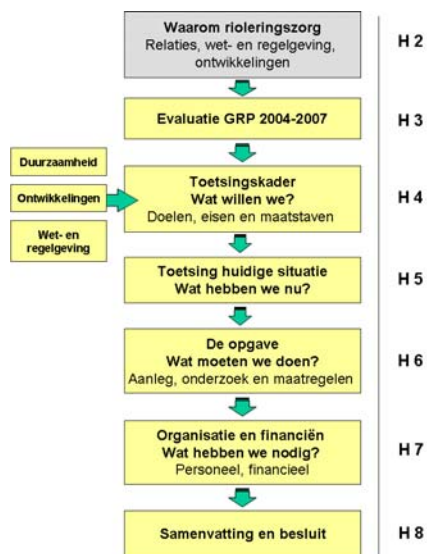 Waarom rioleringszorg
Relaties, wet- en regelgeving,
ontwikkelingen
H 2
Evaluatie GRP 2004-2007
H 3
Duurzaamheid
Ontwikkelingen
Wet- en
regelgeving
Toetsingskader
Wat willen we?
Doelen, eisen en maatstaven
H 4
Toetsing huidige situatie
Wat hebben we nu?
H 5
De opgave
Wat moeten we doen?
Aanleg, onderzoek en maatregelen
H 6
Organisatie en financiën
Wat hebben we nodig?
Personeel, financieel
H 7
Samenvatting en besluit
H 8